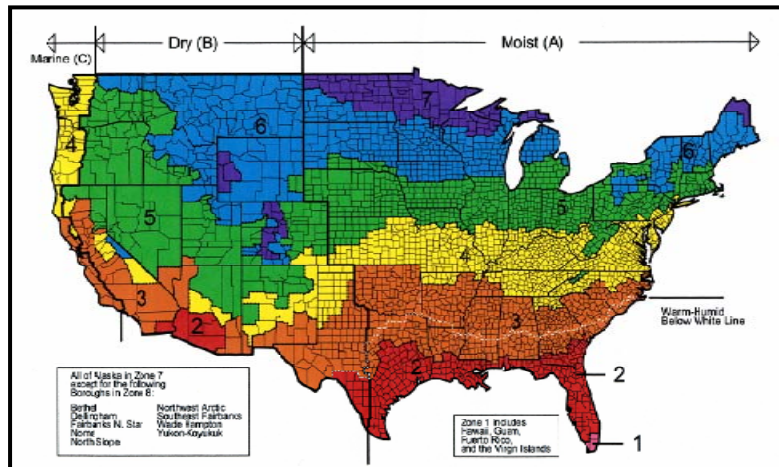 Marine (C)
Dry (B)
Moist (A)
7
6
6
4
5
5
4
3
3
2
2
Warm-Humid
Below White Line
2
1
All of Alaska in Zone 7
except for the following
Boroughs in Zone 8:
Bethel Northwest Arctic
Dellingham Southeast Fairbanks
Fairbanks N. Star Wade Hampton
Nome Yukon-Koyukuk
North Slope
Zone 1 includes
Hawaii, Guam,
Puerto Rico,
and the Virgin Islands